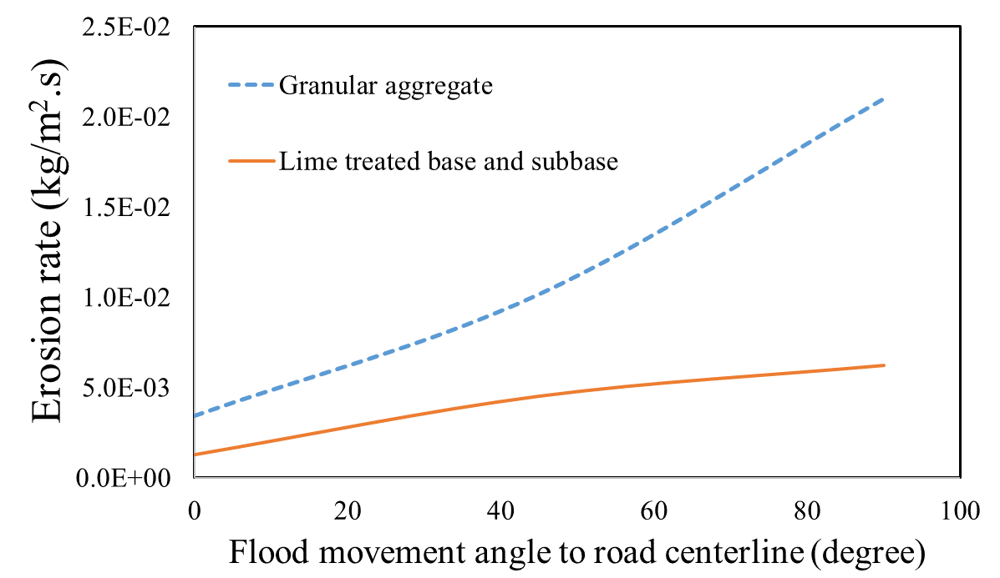 2.5E-02
2.0E-02
1.5E-02
1.0E-02
5.0E-03
0.0E+00
Erosion rate (kg/m².s)
Granular aggregate
Lime treated base and subbase
0 20 40 60 80 100
Flood movement angle to road centerline (degree)